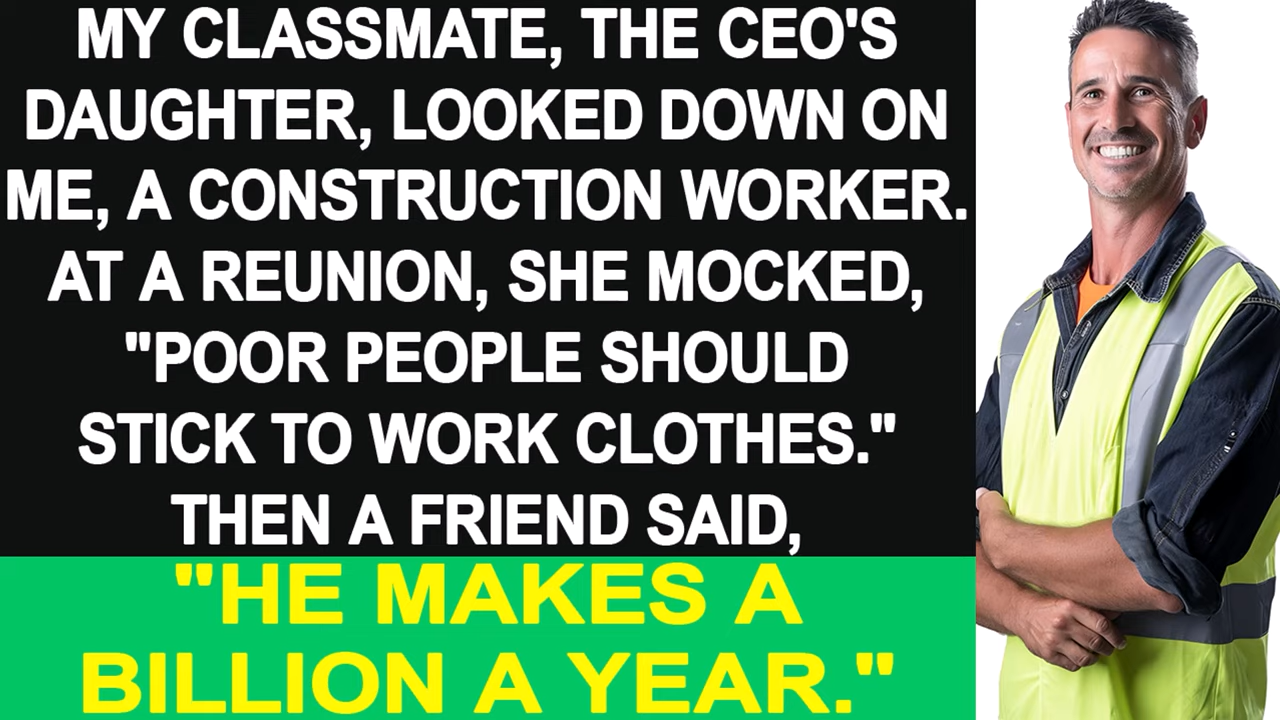 MY CLASSMATE, THE CEO'S
DAUGHTER, LOOKED DOWN ON
ME, A CONSTRUCTION WORKER.
AT A REUNION, SHE MOCKED,
"POOR PEOPLE SHOULD
STICK TO WORK CLOTHES."
THEN A FRIEND SAID,
"HE MAKES A
BILLION A YEAR."